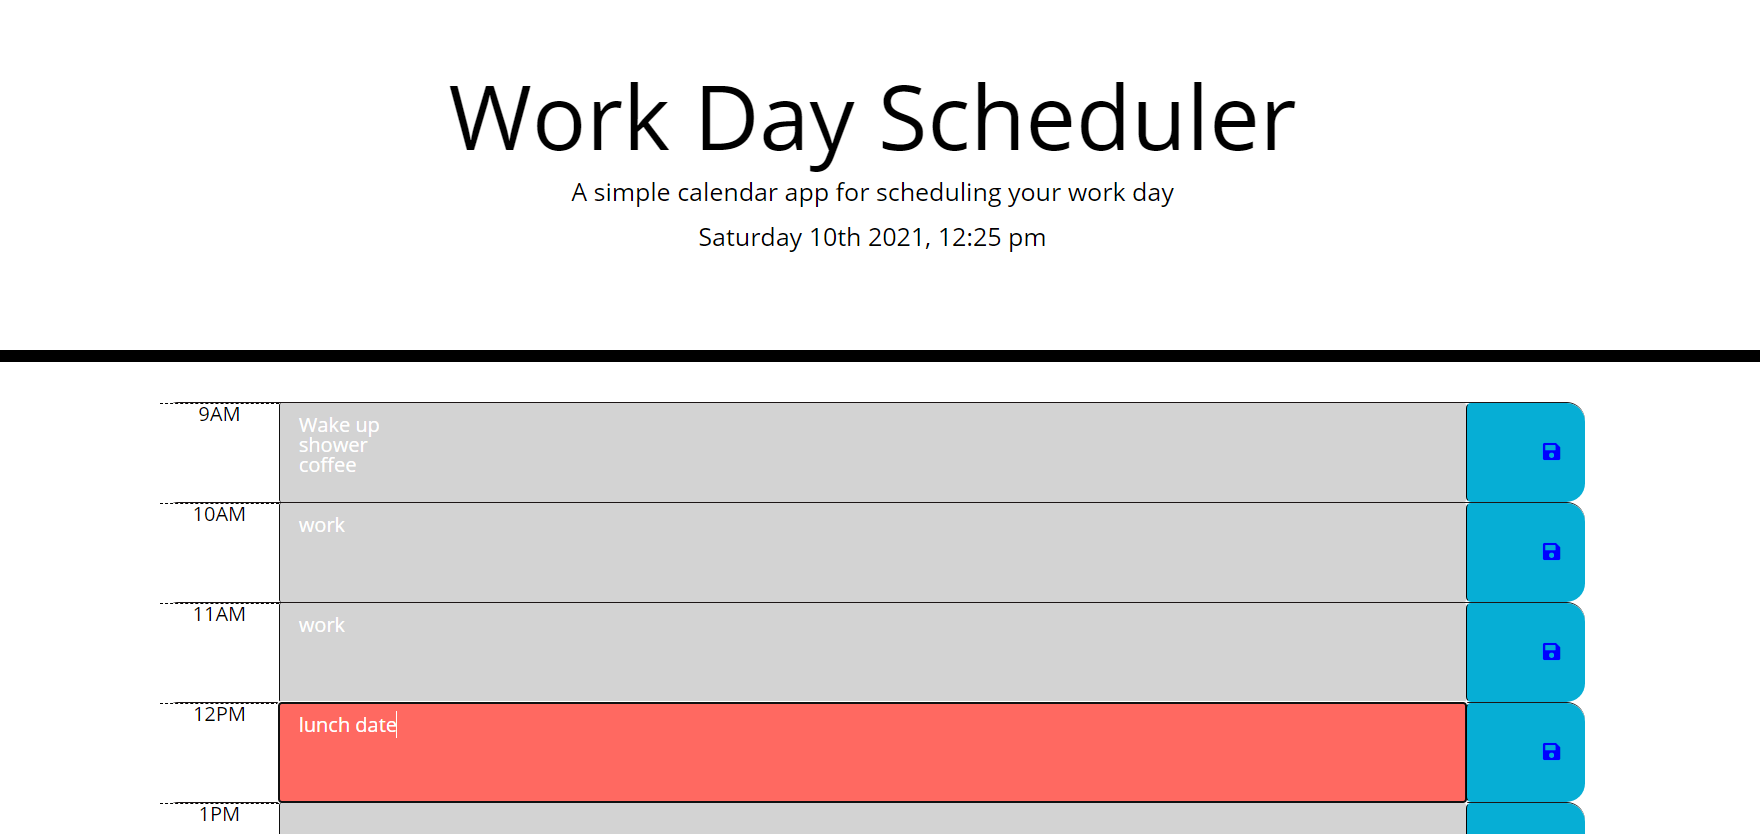 Work Day Scheduler
A simple calendar app for scheduling your work day
Saturday 10th 2021, 12:25 pm
9AM
Wake up
shower
coffee
10AM
work
11AM
work
12PM
lunch date
1PM